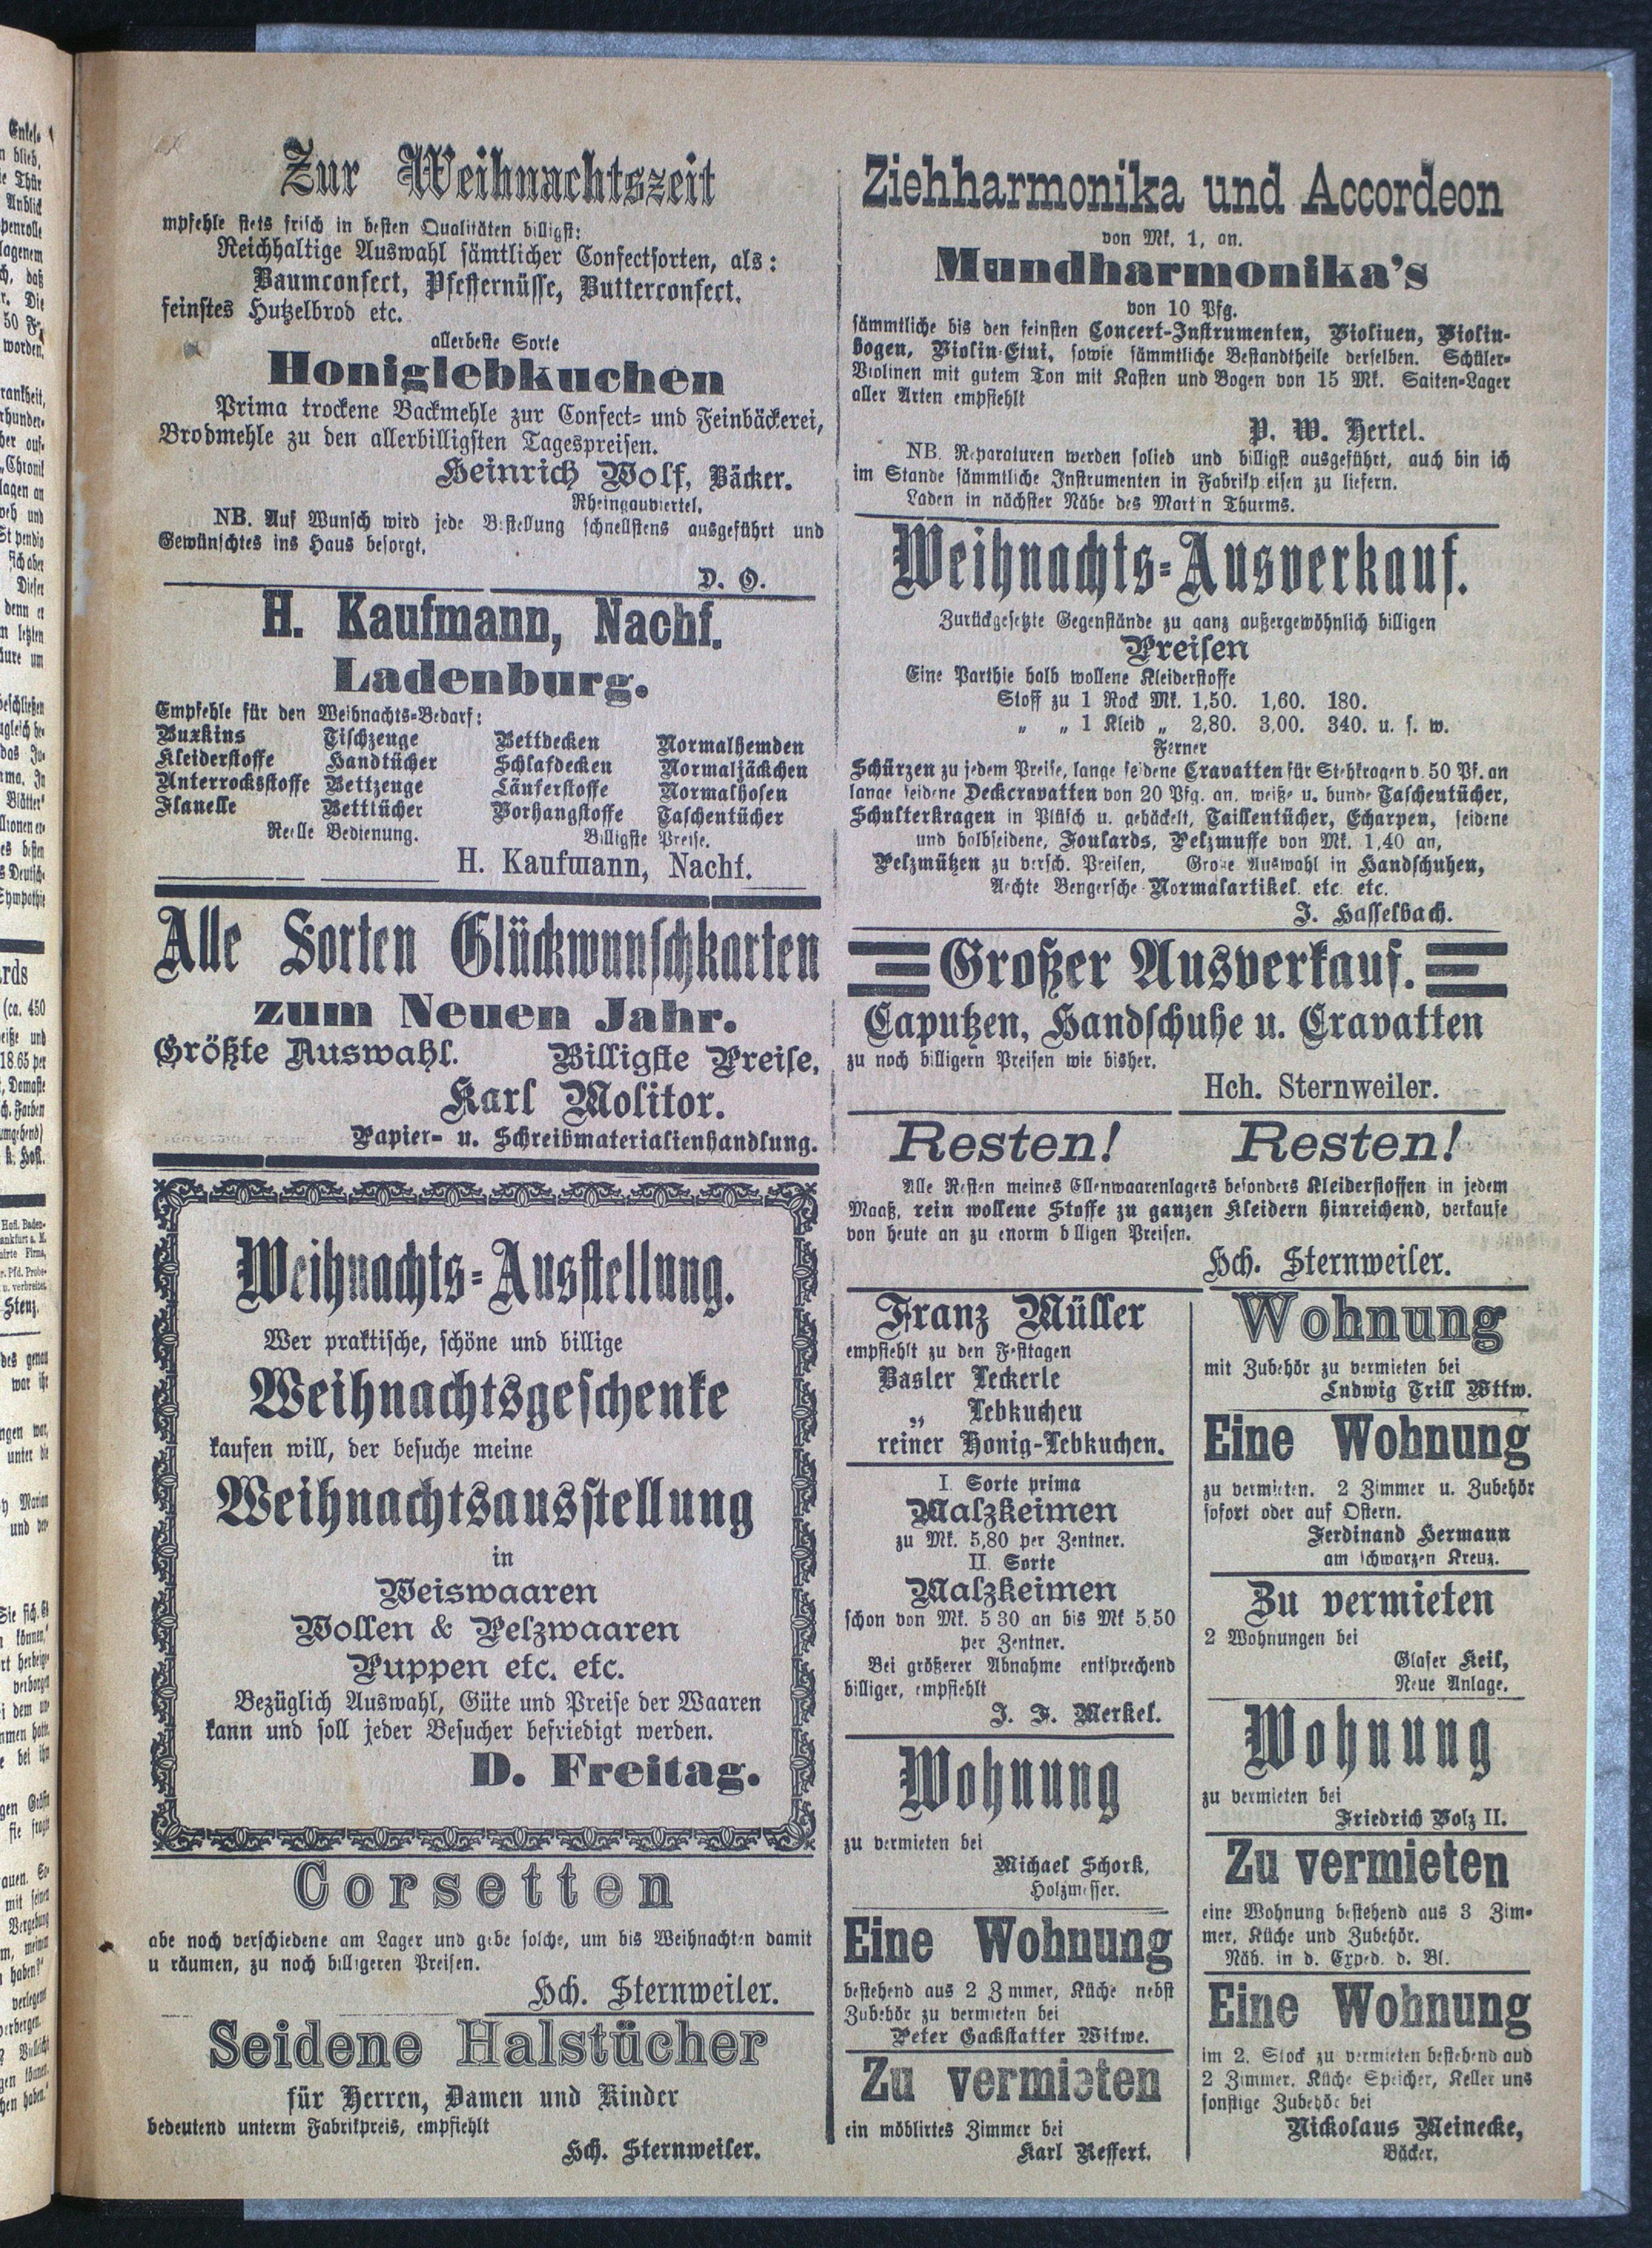 Zur Weihnachtszeit
mpfehle stets frisch in besten Qualitäten billigst:
Reichhaltige Auswahl sämtlicher Confectsorten, als:
Baumconfect, Pfeffernüsse, Butterconfect,
feinstes Hutzelbrod etc.
allerbeste Sorte
Honiglebkuchen
Prima trockene Backmehle zur Confect- und Feinbäckerei,
Brodmehle zu den allerbilligsten Tagespreisen.
Heinrich Wolf, Bäcker.
Rheingauviertel.
NB. Auf Wunsch wird jede Bestellung schnellstens ausgeführt und
Gewünschtes ins Haus besorgt.
D. O.
H. Kaufmann, Nachf.
Ladenburg.
Empfehle für den Weihnachts-Bedarf:
Buxkins Tischzeuge Bettdecken Normalhemden
Kleiderstoffe Handtücher Schlafdecken Normaljäckchen
Unterrocksstoffe Bettzeuge Läuferstoffe Normalhosen
Flanelle Betttücher Vorhangstoffe Taschentücher
Reelle Bedienung. Billigste Preise.
H. Kaufmann, Nachf.
Alle Sorten Glückwunschkarten
zum Neuen Jahr.
Größte Auswahl. Billigste Preise.
Karl Molitor.
Papier- u. Schreibmaterialienhandlung.
Weihnachts-Ausstellung.
Wer praktische, schöne und billige
Weihnachtsgeschenke
kaufen will, der besuche meine
Weihnachtsausstellung
in
Weiswaaren
Wollen & Pelzwaaren
Puppen etc. etc.
Bezüglich Auswahl, Güte und Preise der Waaren
kann und soll jeder Besucher befriedigt werden.
D. Freitag.
Corsetten
abe noch verschiedene am Lager und gebe solche, um bis Weihnachten damit
u räumen, zu noch billigeren Preisen.
Hch. Sternweiler.
Seidene Halstücher
für Herren, Damen und Kinder
bedeutend unterm Fabrikpreis, empfiehlt
Hch. Sternweiler.
Ziehharmonika und Accordeon
von Mk. 1, an.
Mundharmonika's
von 10 Pfg.
sämmtliche bis den feinsten Concert-Instrumenten, Violinen, Violin-
bogen, Violin-Etui, sowie sämmtliche Bestandtheile derselben. Schüler-
Violinen mit gutem Ton mit Kasten und Bogen von 15 Mk. Saiten-Lager
aller Arten empfiehlt
P. W. Hertel.
NB. Reparaturen werden solied und billigst ausgeführt, auch bin ich
im Stande sämmtliche Instrumenten in Fabrikp eisen zu liefern.
Laden in nächster Nähe des Mart n Thurms.
Weihnachts-Ausverkauf.
Zurückgesetzte Gegenstände zu ganz außergewöhnlich billigen
Preisen
Eine Parthie halb wollene Kleiderstoffe
Stoff zu 1 Rock Mk. 1,50. 1,60. 180.
„ „ 1 Kleid „ 2,80. 3,00. 340. u. s. w.
Ferner
Schürzen zu jedem Preise, lange seidene Cravatten für Stehkragen v. 50 Pf. an
lange seidene Deckcravatten von 20 Pfg. an, weiße u. bunde Taschentücher,
Schulterkragen in Plüsch u. gehäckelt, Taillentücher, Echarpen, seidene
und halbseidene, Foulards, Pelzmuffe von Mk. 1,40 an,
Pelzmützen zu versch. Preisen, Große Auswahl in Handschuhen,
Aechte Bengersche Normalartikel etc. etc.
J. Hasselbach.
Großer Ausverkauf.
Caputzen, Handschuhe u. Cravatten
zu noch billigern Preisen wie bisher.
Hch. Sternweiler.
Resten! Resten!
Alle Resten meines Ellenwaarenlagers besonders Kleiderstoffen in jedem
Maaß, rein wollene Stoffe zu ganzen Kleidern hinreichend, verkaufe
von heute an zu enorm b lligen Preisen.
Hch. Sternweiler.
Franz Müller
empfiehlt zu den Festtagen
Basler Leckerle
„ Lebkuchen
reiner Honig-Lebkuchen.
I. Sorte prima
Malzkeimen
zu Mk. 5,80 per Zentner.
II. Sorte
Malzkeimen
schon von Mk. 5 30 an bis Mk 5,50
per Zentner.
Bei größerer Abnahme entsprechend
billiger, empfiehlt
J. F. Merkel.
Wohnung
zu vermieten bei
Michael Schork,
Holzmesser.
Eine Wohnung
bestehend aus 2 Z mmer, Küche nebst
Zubehör zu vermieten bei
Peter Gackstatter Witwe.
Zu vermieten
ein möblirtes Zimmer bei
Karl Reffert.
Wohnung
mit Zubehör zu vermieten bei
Ludwig Trill Wttw.
Eine Wohnung
zu vermieten. 2 Zimmer u. Zubehör
sofort oder auf Ostern.
Ferdinand Hermann
am schwarzen Kreuz.
Zu vermieten
2 Wohnungen bei
Glaser Keil,
Neue Anlage.
Wohnung
zu vermieten bei
Friedrich Volz II.
Zu vermieten
eine Wohnung bestehend aus 3 Zim-
mer, Küche und Zubehör.
Näh. in d. Exped. d. Bl.
Eine Wohnung
im 2. Stock zu vermieten bestehend aud
2 Zimmer, Küche Speicher, Keller uns
sonstige Zubehör bei
Nickolaus Meinecke,
Bäcker.